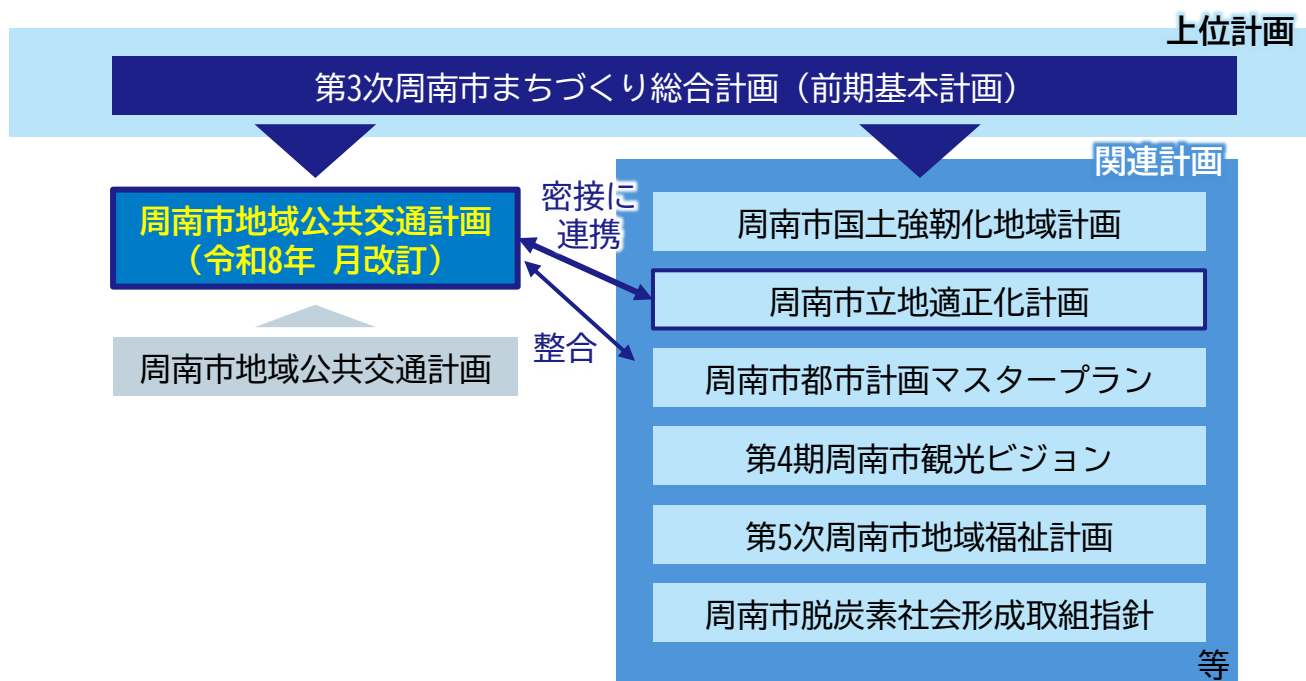 上位計画
第3次周南市まちづくり総合計画（前期基本計画）
関連計画
周南市地域公共交通計画
（令和8年 月改訂）
密接に
連携
整合
周南市地域公共交通計画
周南市国土強靭化地域計画
周南市立地適正化計画
周南市都市計画マスタープラン
第4期周南市観光ビジョン
第5次周南市地域福祉計画
周南市脱炭素社会形成取組指針
等